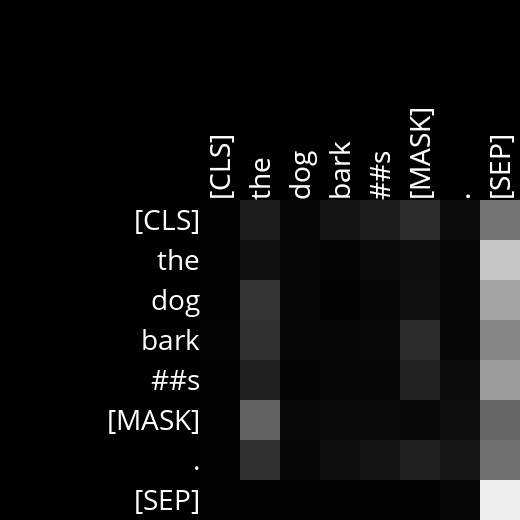 [CLS] the dog bark ##s [MASK] . [SEP]
[CLS]
the
dog
bark
##s
[MASK]
.
[SEP]